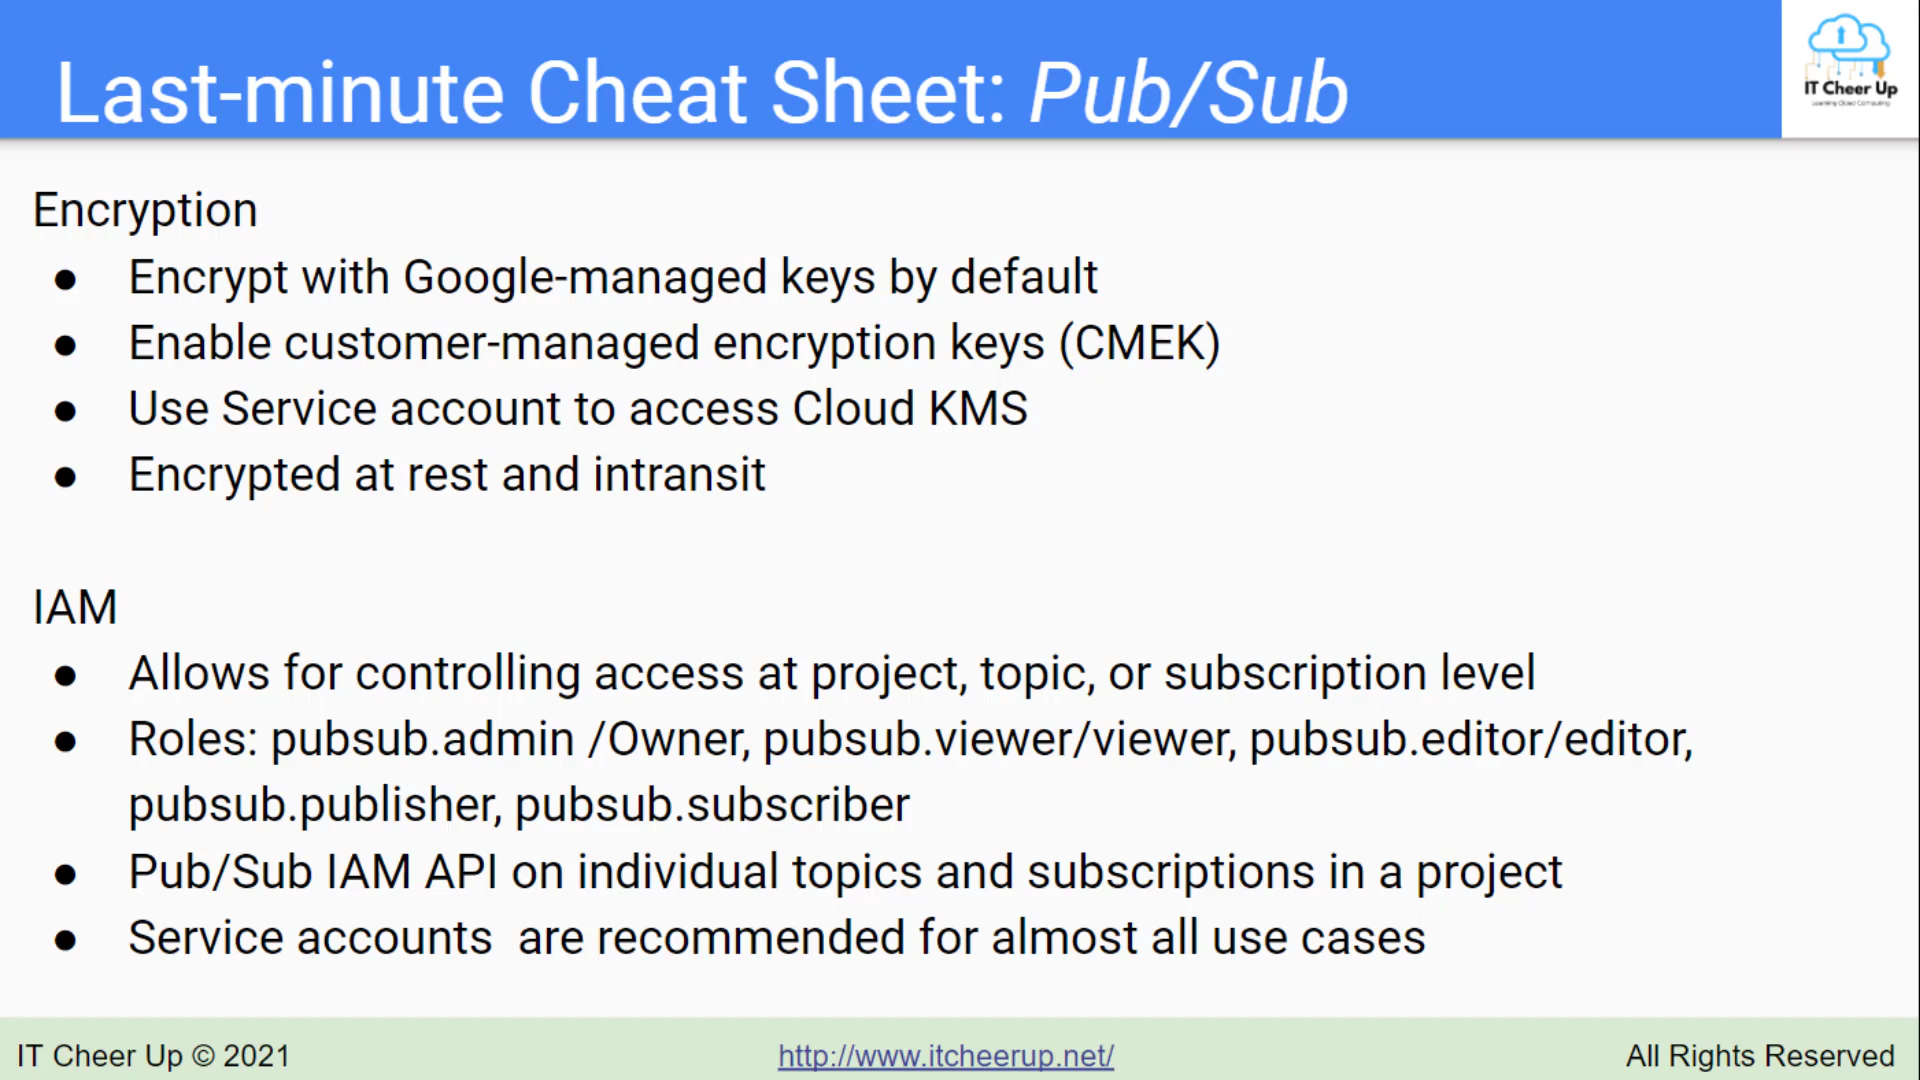 Last-minute Cheat Sheet: Pub/Sub
IT Cheer Up
Learning Cloud Computing
Encryption
● Encrypt with Google-managed keys by default
● Enable customer-managed encryption keys (CMEK)
● Use Service account to access Cloud KMS
● Encrypted at rest and intransit
IAM
● Allows for controlling access at project, topic, or subscription level
● Roles: pubsub.admin /Owner, pubsub.viewer/viewer, pubsub.editor/editor,
pubsub.publisher, pubsub.subscriber
● Pub/Sub IAM API on individual topics and subscriptions in a project
● Service accounts  are recommended for almost all use cases
IT Cheer Up © 2021
http://www.itcheerup.net/
All Rights Reserved